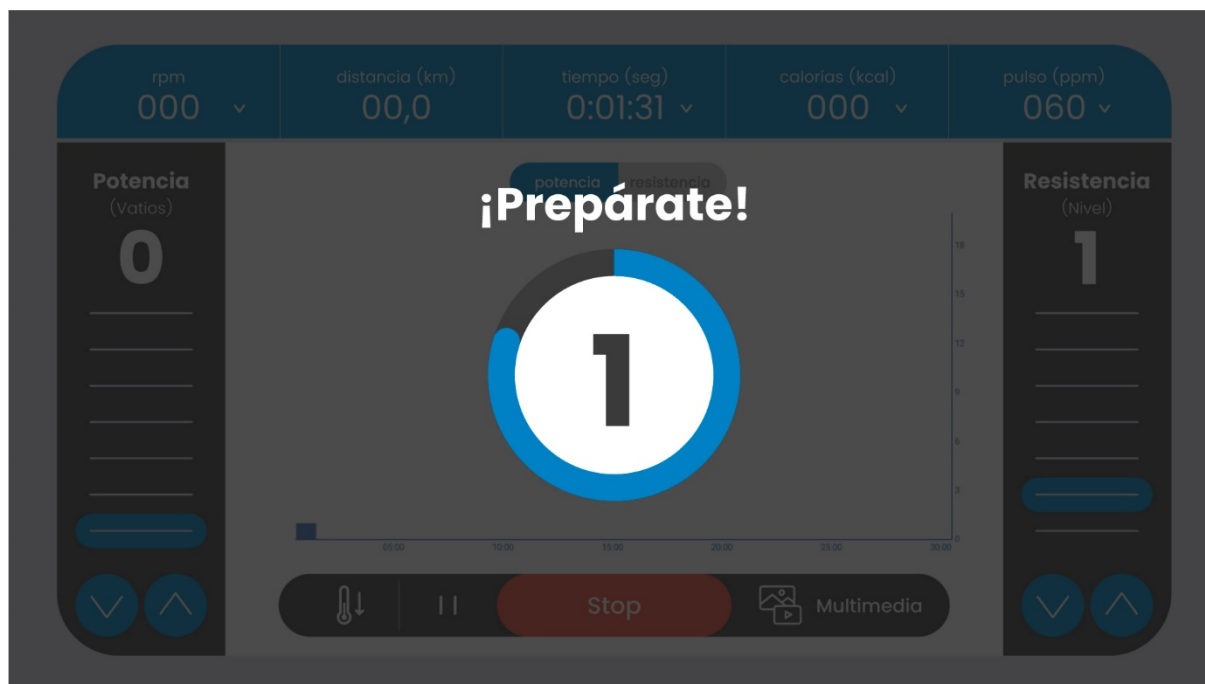 rpm
000
distancia (km)
00,0
tiempo (seg)
0:01:31
calorías (kcal)
000
pulso (ppm)
060
Potencia
(Vatios)
0
potencia
resistencia
¡Prepárate!
1
Resistencia
(Nivel)
1
18
15
12
9
6
3
0
05:00
10:00
15:00
20:00
25:00
30:00
Stop
Multimedia